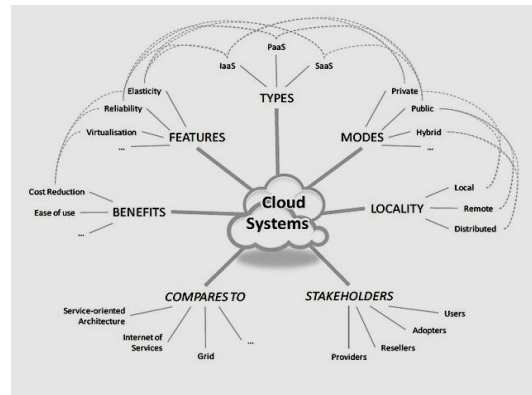 PaaS
IaaS
SaaS
TYPES
Elasticity
Reliability
Virtualisation
...
FEATURES
Private
Public
Hybrid
...
MODES
Cost Reduction
Ease of use
...
BENEFITS
Cloud
Systems
LOCALITY
Local
Remote
Distributed
COMPARES TO
Service-oriented
Architecture
Internet of
Services
Grid
...
STAKEHOLDERS
Users
Adopters
Resellers
Providers